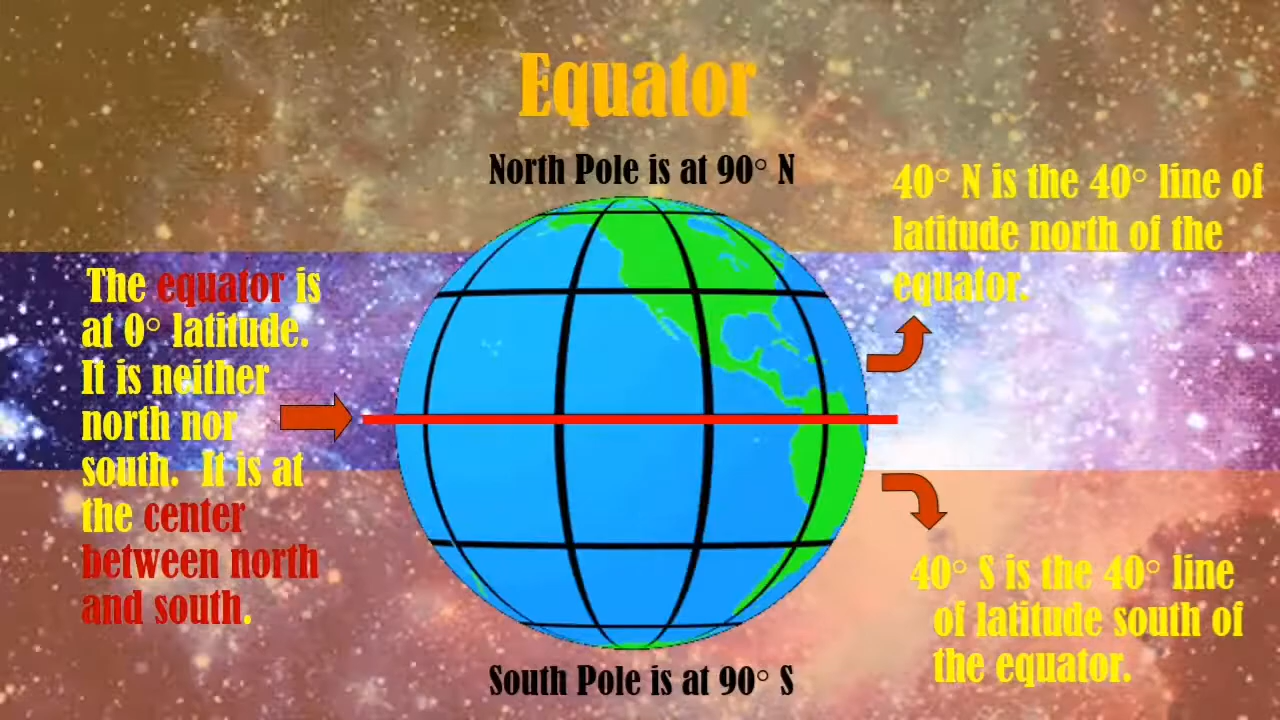 Equator
North Pole is at 90° N
40° N is the 40° line of
latitude north of the
equator.
The equator is
at 0° latitude.
It is neither
north nor
south. It is at
the center
between north
and south.
40° S is the 40° line
of latitude south of
the equator.
South Pole is at 90° S